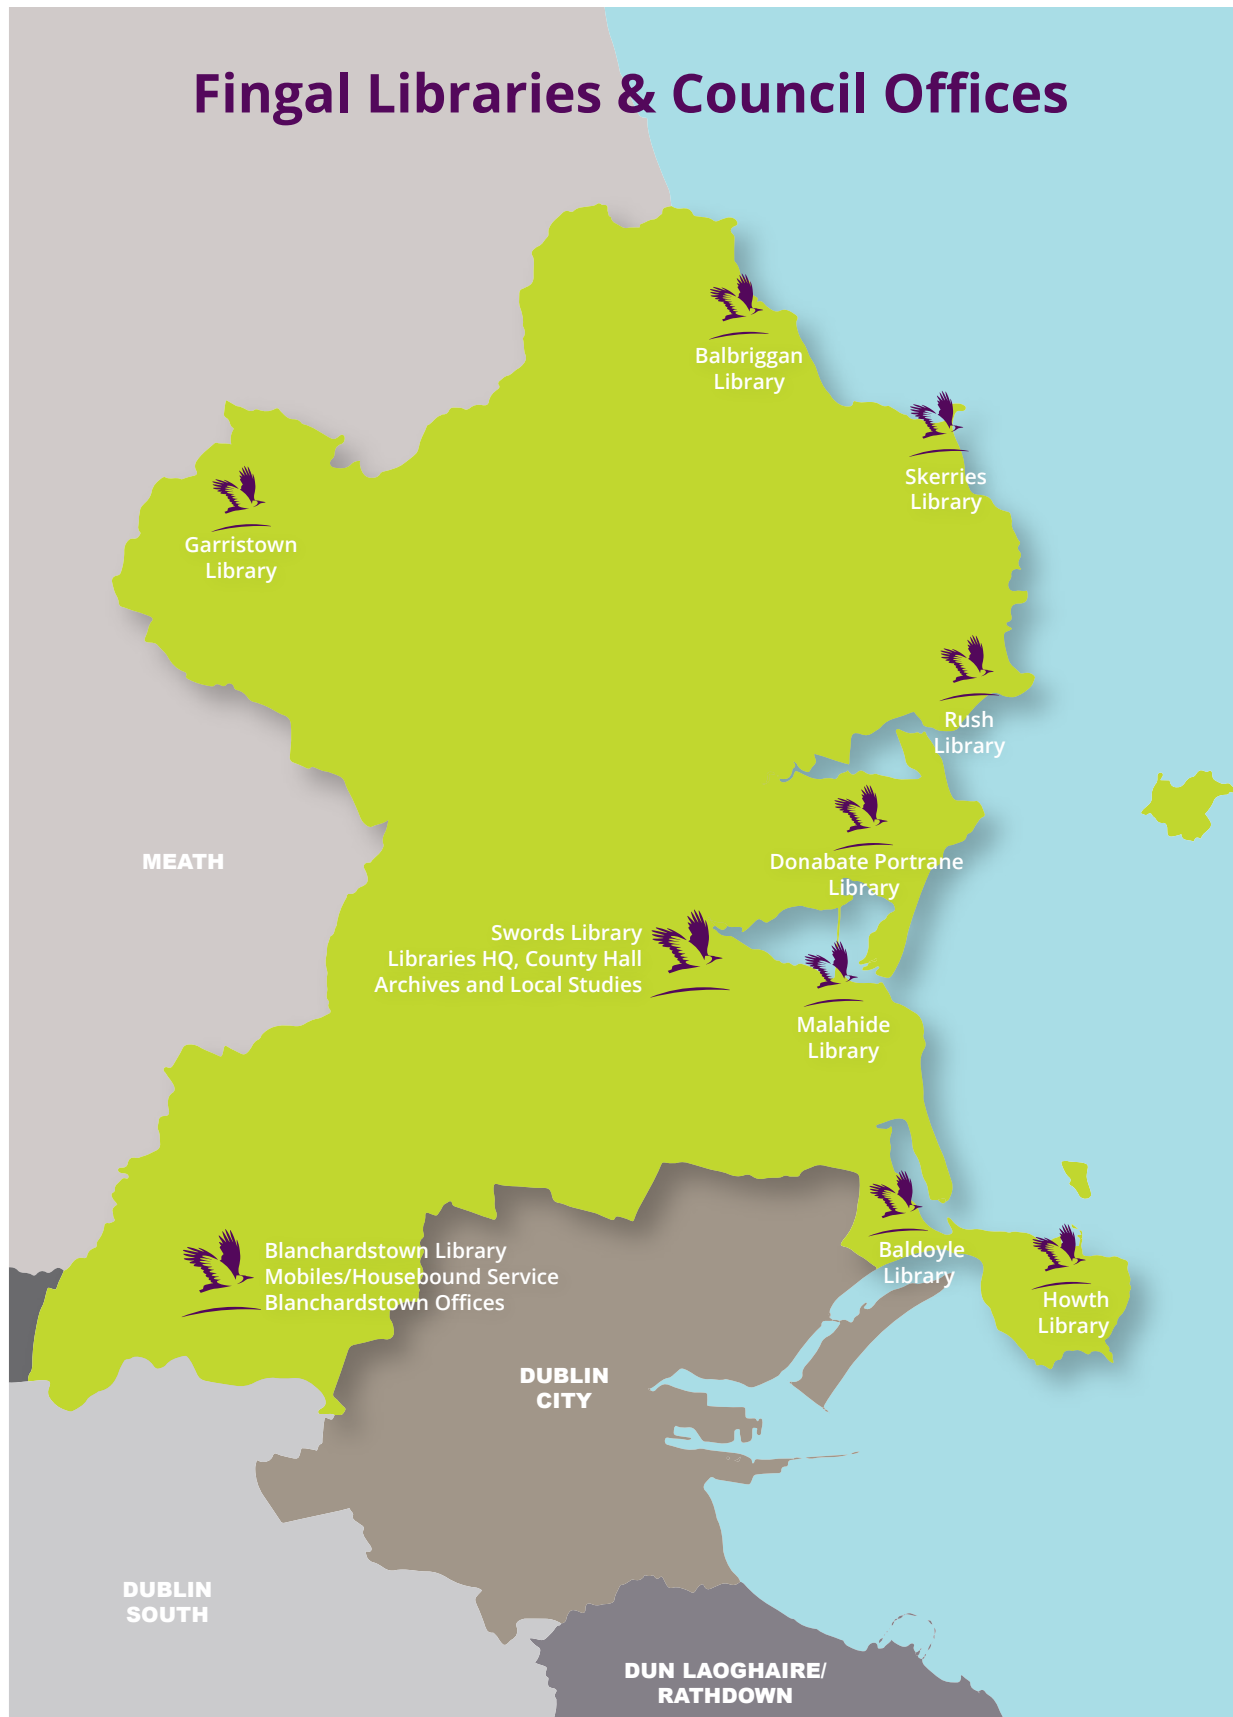 Fingal Libraries & Council Offices
Balbriggan
Library
Skerries
Library
Garristown
Library
Rush
Library
MEATH
Donabate Portrane
Library
Swords Library
Libraries HQ, County Hall
Archives and Local Studies
Malahide
Library
Blanchardstown Library
Mobiles/Housebound Service
Blanchardstown Offices
Baldoyle
Library
Howth
Library
DUBLIN
CITY
DUBLIN
SOUTH
DUN LAOGHAIRE/
RATHDOWN